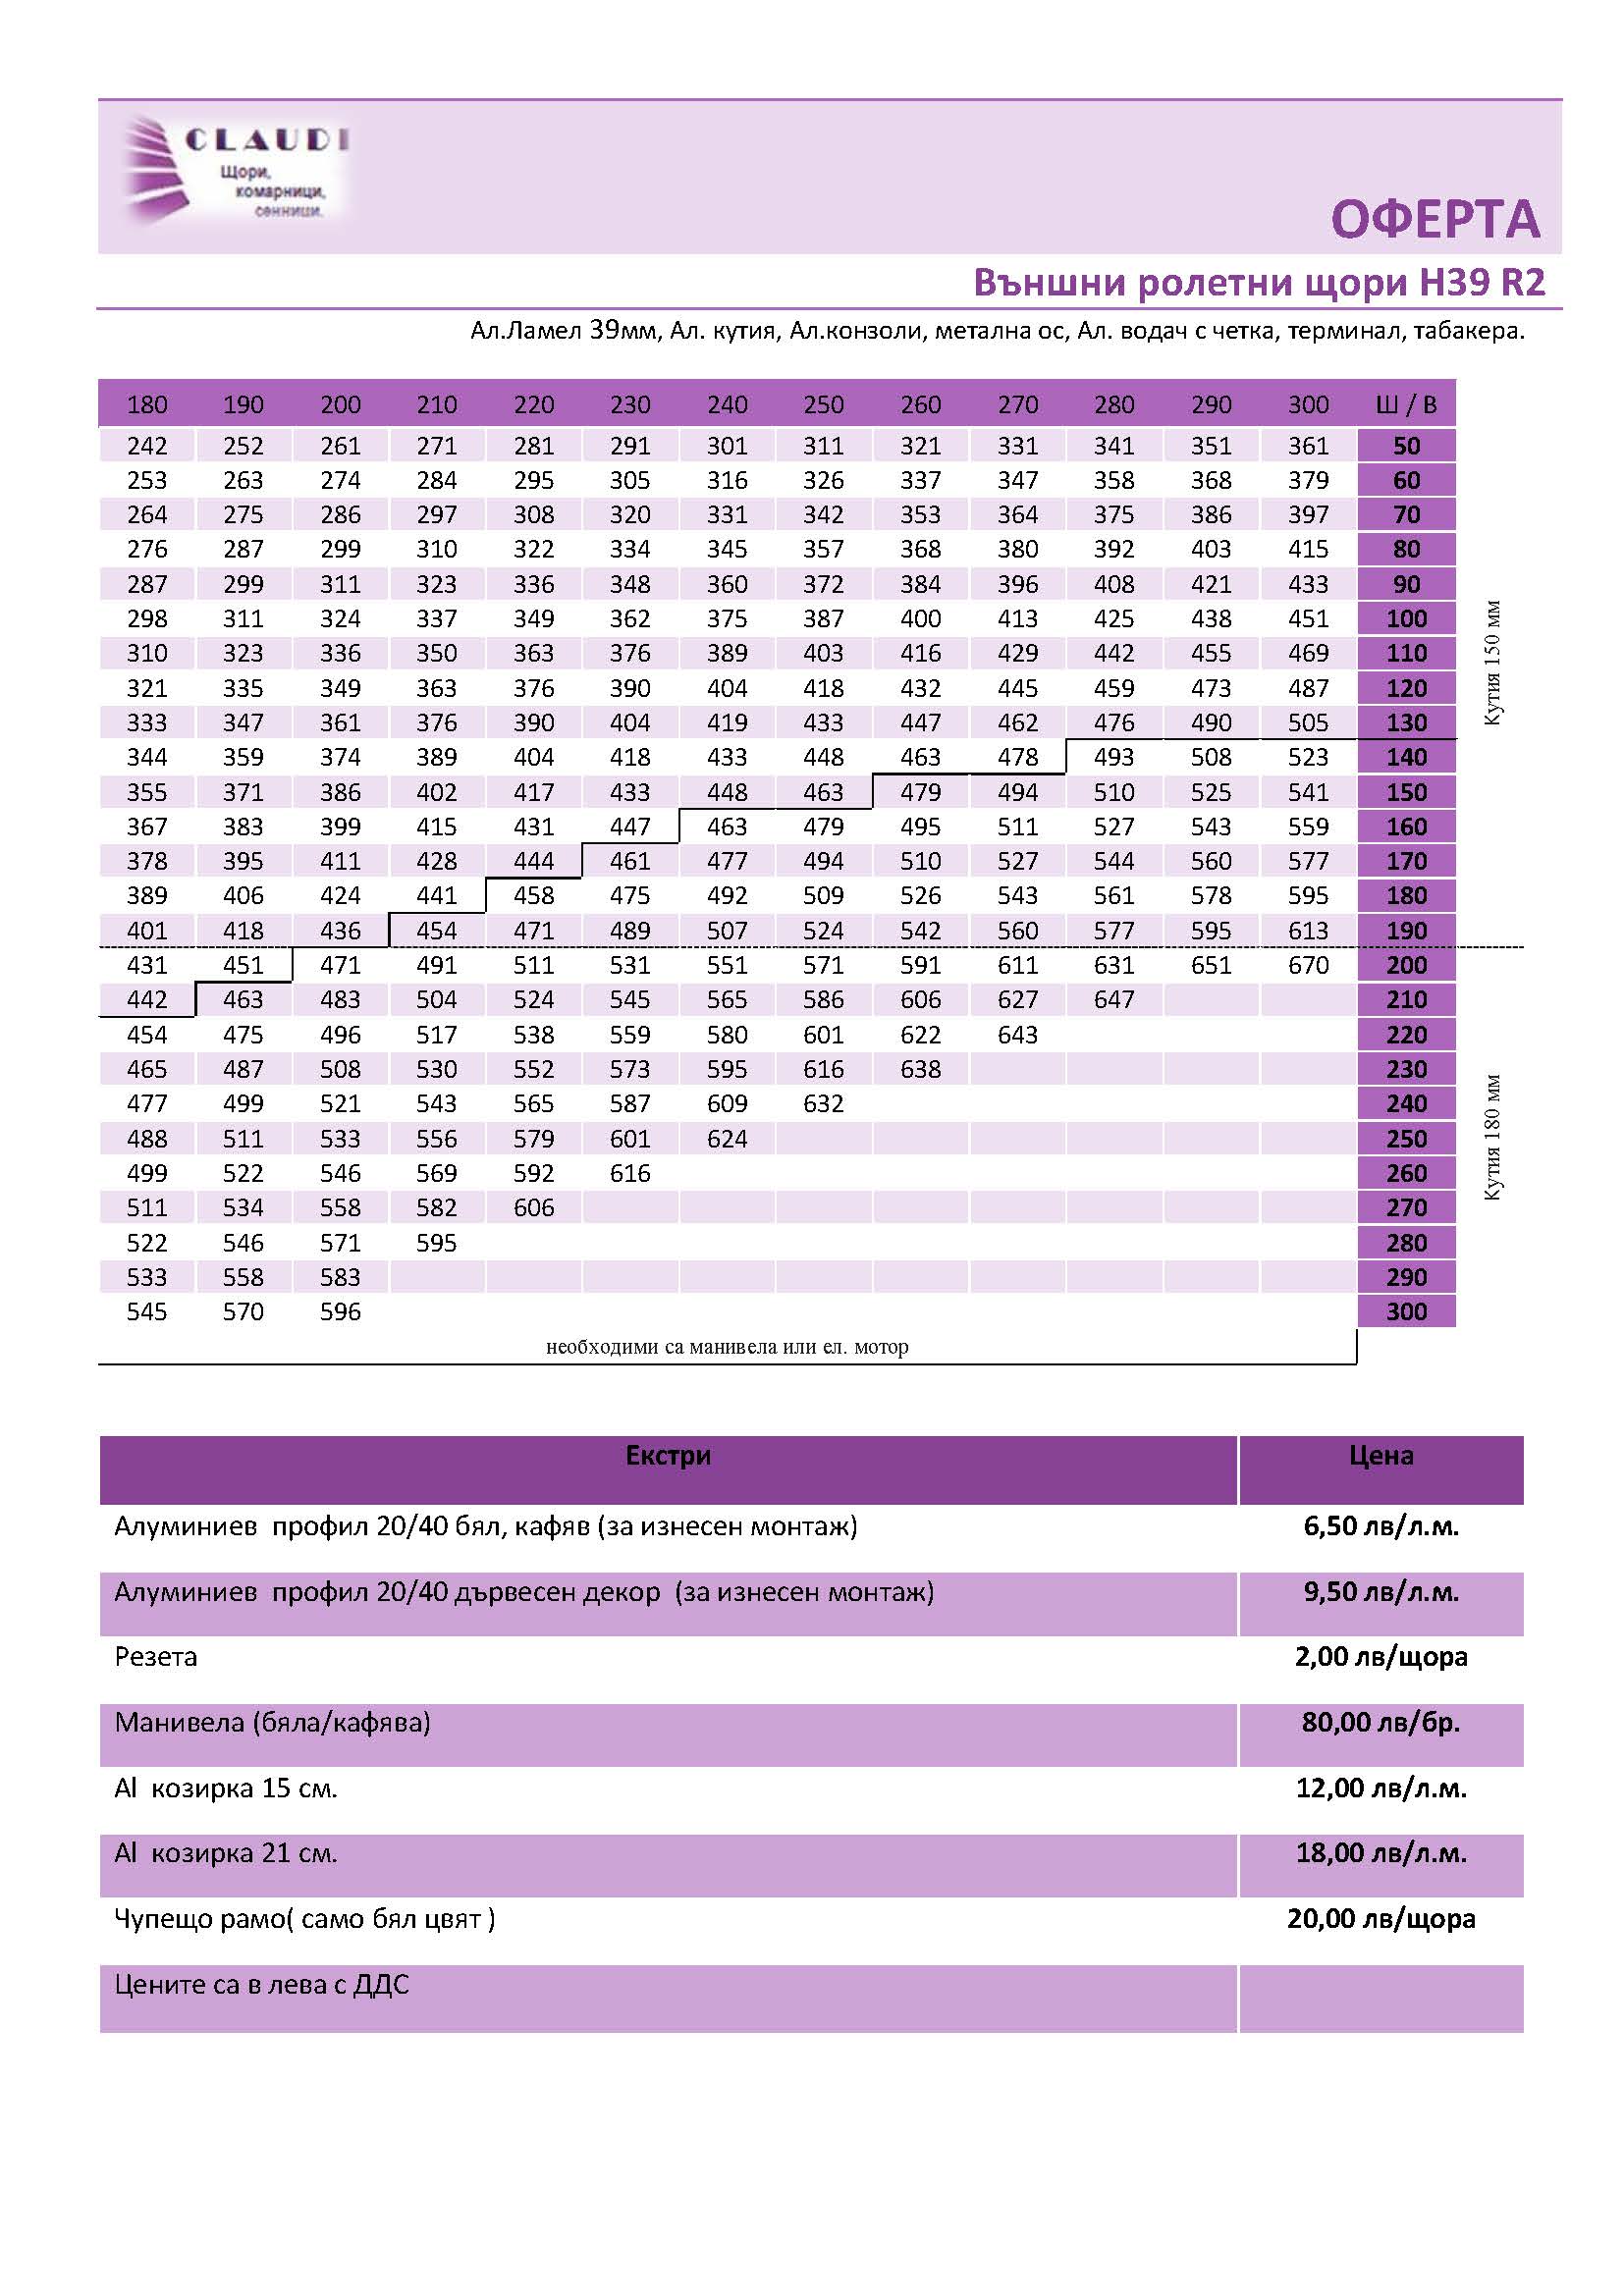 CLAUDI
Щори,
комарници,
сенници.
ОФЕРТА
Външни ролетни щори H39 R2
Ал.Ламел 39мм, Ал. кутия, Ал.конзоли, метална ос, Ал. водач с четка, терминал, табакера.
180 190 200 210 220 230 240 250 260 270 280 290 300 Ш / В
242 252 261 271 281 291 301 311 321 331 341 351 361 50
253 263 274 284 295 305 316 326 337 347 358 368 379 60
264 275 286 297 308 320 331 342 353 364 375 386 397 70
276 287 299 310 322 334 345 357 368 380 392 403 415 80
287 299 311 323 336 348 360 372 384 396 408 421 433 90
298 311 324 337 349 362 375 387 400 413 425 438 451 100
310 323 336 350 363 376 389 403 416 429 442 455 469 110
321 335 349 363 376 390 404 418 432 445 459 473 487 120
333 347 361 376 390 404 419 433 447 462 476 490 505 130
344 359 374 389 404 418 433 448 463 478 493 508 523 140
355 371 386 402 417 433 448 463 479 494 510 525 541 150
367 383 399 415 431 447 463 479 495 511 527 543 559 160
378 395 411 428 444 461 477 494 510 527 544 560 577 170
389 406 424 441 458 475 492 509 526 543 561 578 595 180
401 418 436 454 471 489 507 524 542 560 577 595 613 190
431 451 471 491 511 531 551 571 591 611 631 651 670 200
442 463 483 504 524 545 565 586 606 627 647 210
454 475 496 517 538 559 580 601 622 643 220
465 487 508 530 552 573 595 616 638 230
477 499 521 543 565 587 609 632 240
488 511 533 556 579 601 624 250
499 522 546 569 592 616 260
511 534 558 582 606 270
522 546 571 595 280
533 558 583 290
545 570 596 300
Кутия 150 мм
Кутия 180 мм
необходими са манивела или ел. мотор
Екстри Цена
Алуминиев профил 20/40 бял, кафяв (за изнесен монтаж) 6,50 лв/л.м.
Алуминиев профил 20/40 дървесен декор (за изнесен монтаж) 9,50 лв/л.м.
Резета 2,00 лв/щора
Манивела (бяла/кафява) 80,00 лв/бр.
Al козирка 15 см. 12,00 лв/л.м.
Al козирка 21 см. 18,00 лв/л.м.
Чупещо рамо( само бял цвят ) 20,00 лв/щора
Цените са в лева с ДДС